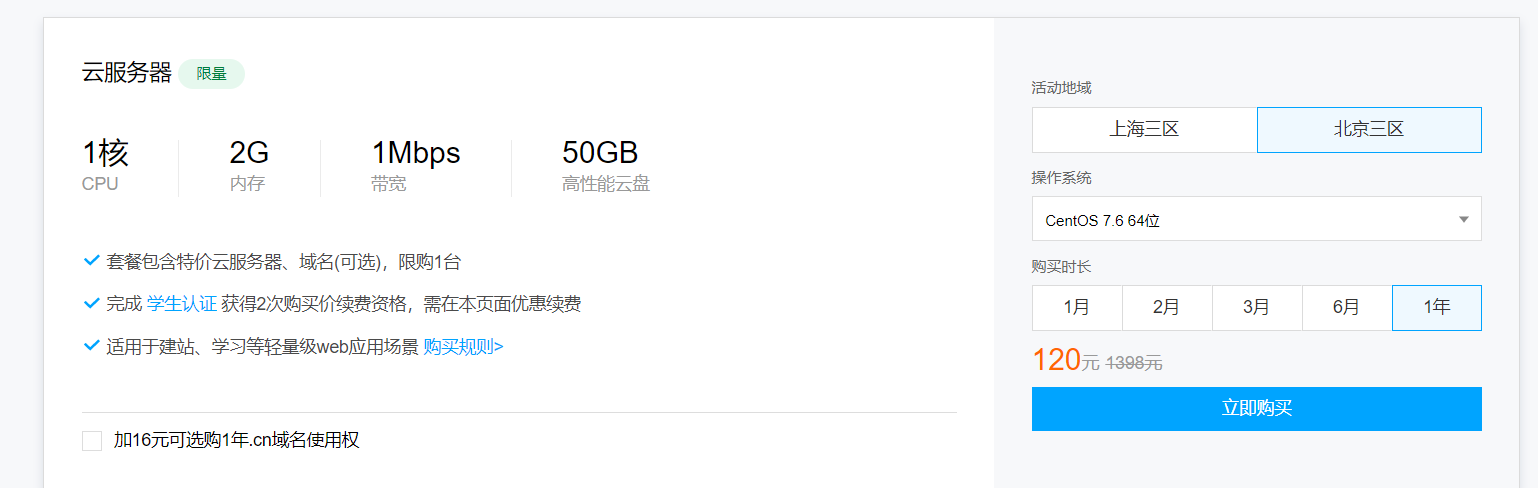 云服务器 限量
1核 2G 1Mbps 50GB
CPU 内存 带宽 高性能云盘
套餐包含特价云服务器、域名(可选)，限购1台
完成 学生认证 获得2次购买价续费资格，需在本页面优惠续费
适用于建站、学习等轻量级web应用场景 购买规则>
加16元可选购1年.cn域名使用权
活动地域
上海三区 北京三区
操作系统
CentOS 7.6 64位
购买时长
1月 2月 3月 6月 1年
120元 1398元
立即购买